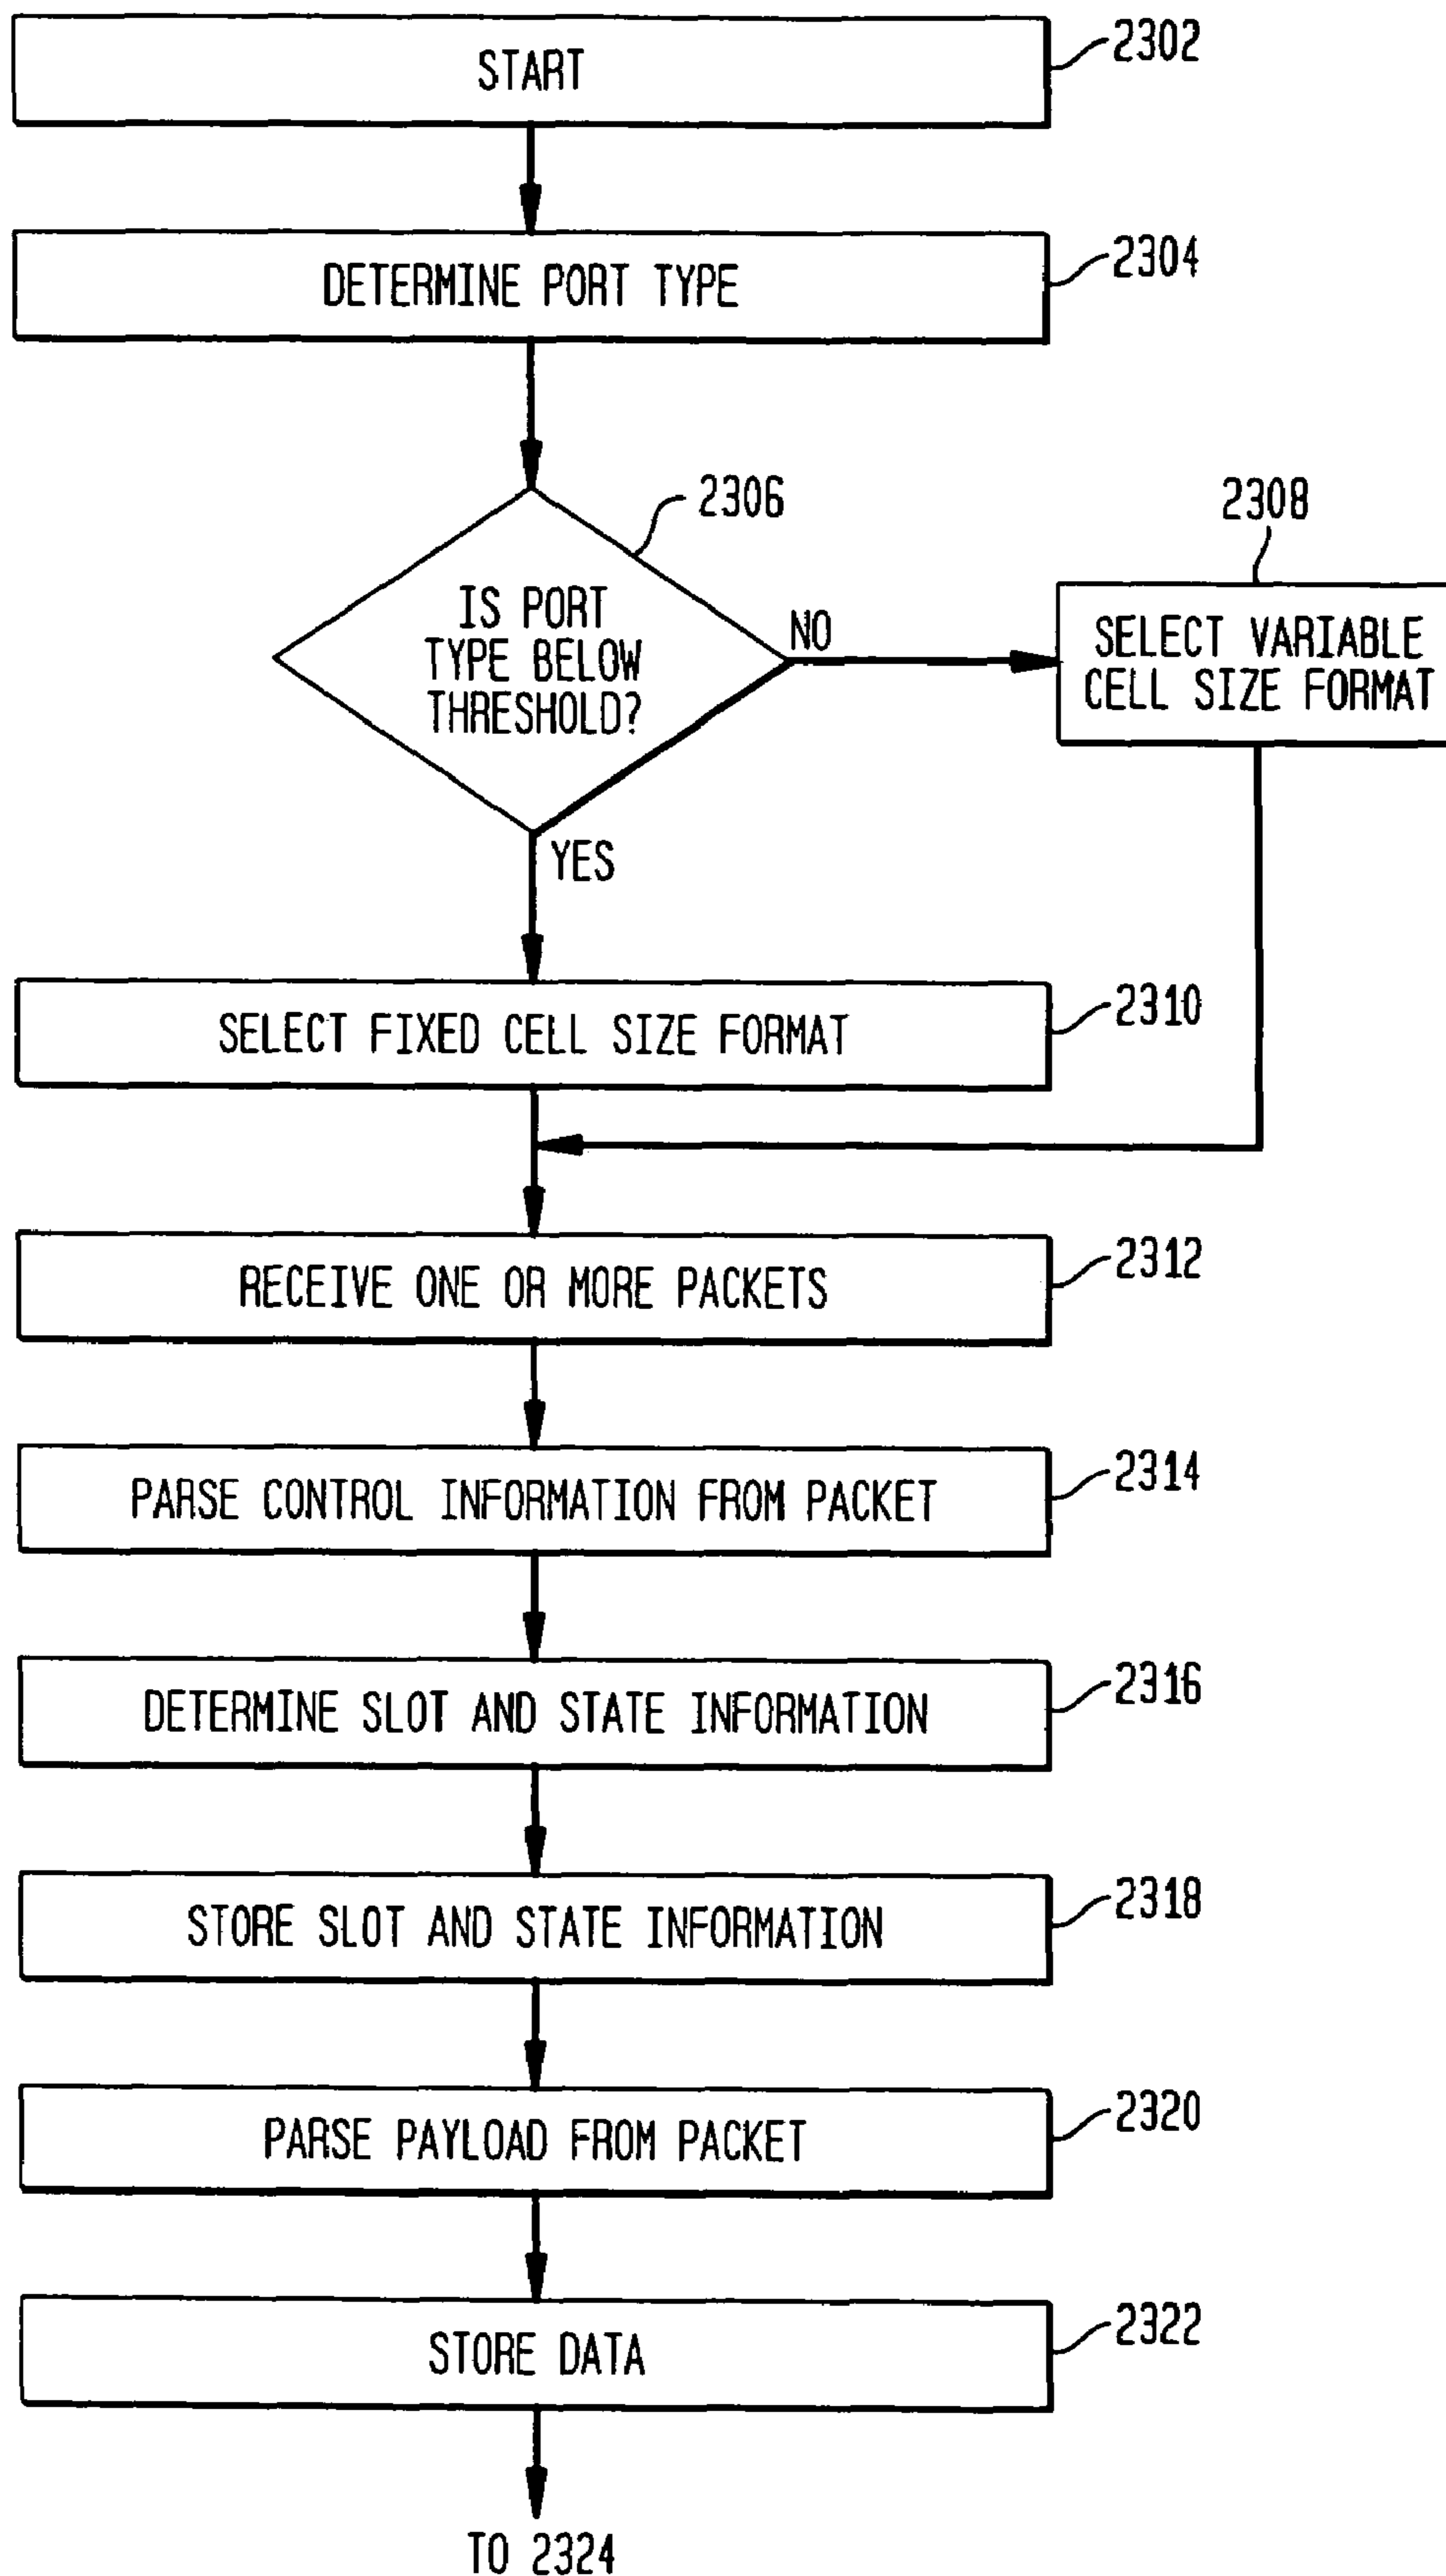 START
2302
DETERMINE PORT TYPE
2304
2306
IS PORT
TYPE BELOW
THRESHOLD?
NO
2308
SELECT VARIABLE
CELL SIZE FORMAT
YES
SELECT FIXED CELL SIZE FORMAT
2310
RECEIVE ONE OR MORE PACKETS
2312
PARSE CONTROL INFORMATION FROM PACKET
2314
DETERMINE SLOT AND STATE INFORMATION
2316
STORE SLOT AND STATE INFORMATION
2318
PARSE PAYLOAD FROM PACKET
2320
STORE DATA
2322
TO 2324